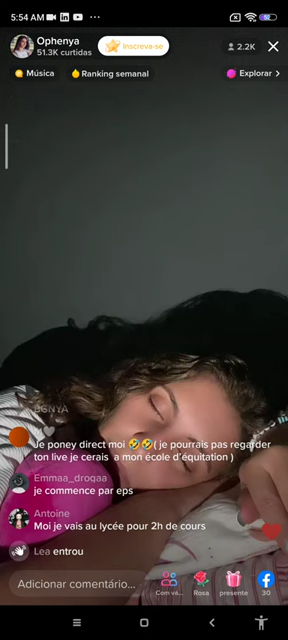 5:54 AM
Ophenya
51.3K curtidas
Inscreva-se
2.2K
Música
Ranking semanal
Explorar >
BGNYA
Je poney direct moi 🤣🤣( je pourrais pas regarder
ton live je cerais a mon école d'équitation )
Emmaa_drogaa
je commence par eps
Antoine
Moi je vais au lycée pour 2h de cours
Lea entrou
Adicionar comentário...
Com vá...
Rosa
presente
30